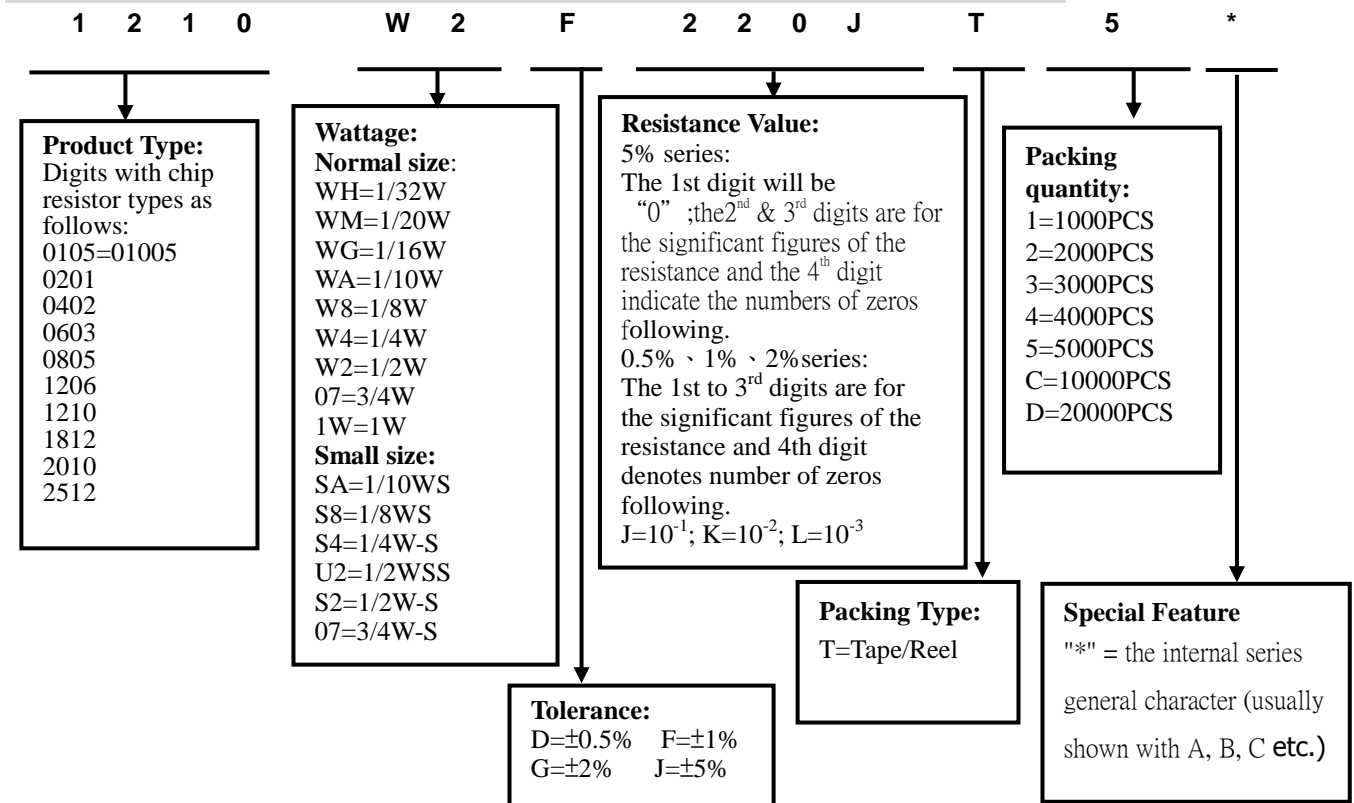 1 2 1 0 W 2 F 2 2 0 J T 5 *
Product Type:
Digits with chip
resistor types as
follows:
0105=01005
0201
0402
0603
0805
1206
1210
1812
2010
2512
Wattage:
Normal size:
WH=1/32W
WM=1/20W
WG=1/16W
WA=1/10W
W8=1/8W
W4=1/4W
W2=1/2W
07=3/4W
1W=1W
Small size:
SA=1/10WS
S8=1/8WS
S4=1/4W-S
U2=1/2WSS
S2=1/2W-S
07=3/4W-S
Resistance Value:
5% series:
The 1st digit will be
“0” ;the2nd & 3rd digits are for
the significant figures of the
resistance and the 4th digit
indicate the numbers of zeros
following.
0.5%、1%、2%series:
The 1st to 3rd digits are for
the significant figures of the
resistance and 4th digit
denotes number of zeros
following.
J=10-1; K=10-2; L=10-3
Packing
quantity:
1=1000PCS
2=2000PCS
3=3000PCS
4=4000PCS
5=5000PCS
C=10000PCS
D=20000PCS
Tolerance:
D=±0.5% F=±1%
G=±2% J=±5%
Packing Type:
T=Tape/Reel
Special Feature
"*" = the internal series
general character (usually
shown with A, B, C etc.)